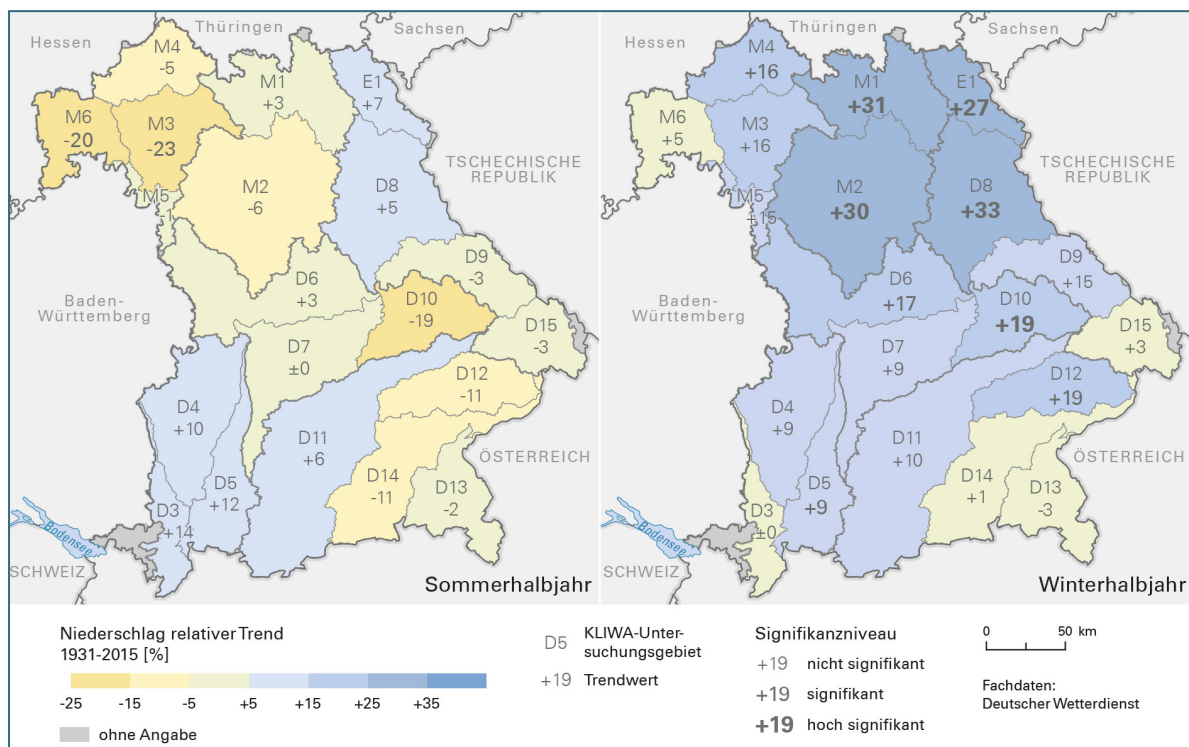 Hessen
Thüringen
Sachsen
M4
-5
M1
+3
E1
+7
M6
-20
M3
-23
TSCHECHISCHE
REPUBLIK
M2
-6
D8
+5
M5
-1
D9
-3
D6
+3
Baden-
Württemberg
D10
-19
D15
-3
D7
±0
D12
-11
D4
+10
D11
+6
ÖSTERREICH
D14
-11
D5
+12
D13
-2
D3
+14
Bodensee
SCHWEIZ
Sommerhalbjahr
Hessen
Thüringen
Sachsen
M4
+16
M1
+31
E1
+27
M6
+5
M3
+16
TSCHECHISCHE
REPUBLIK
M2
+30
D8
+33
M5
+15
D9
+15
D6
+17
Baden-
Württemberg
D10
+19
D15
+3
D7
+9
D12
+19
D4
+9
D11
+10
ÖSTERREICH
D14
+1
D5
+9
D13
-3
D3
±0
Bodensee
SCHWEIZ
Winterhalbjahr
Niederschlag relativer Trend
1931-2015 [%]
-25 -15 -5 +5 +15 +25 +35
ohne Angabe
D5 KLIWA-Unter-
suchungsgebiet
+19 Trendwert
Signifikanzniveau
+19 nicht signifikant
+19 signifikant
+19 hoch signifikant
0 50 km
Fachdaten:
Deutscher Wetterdienst